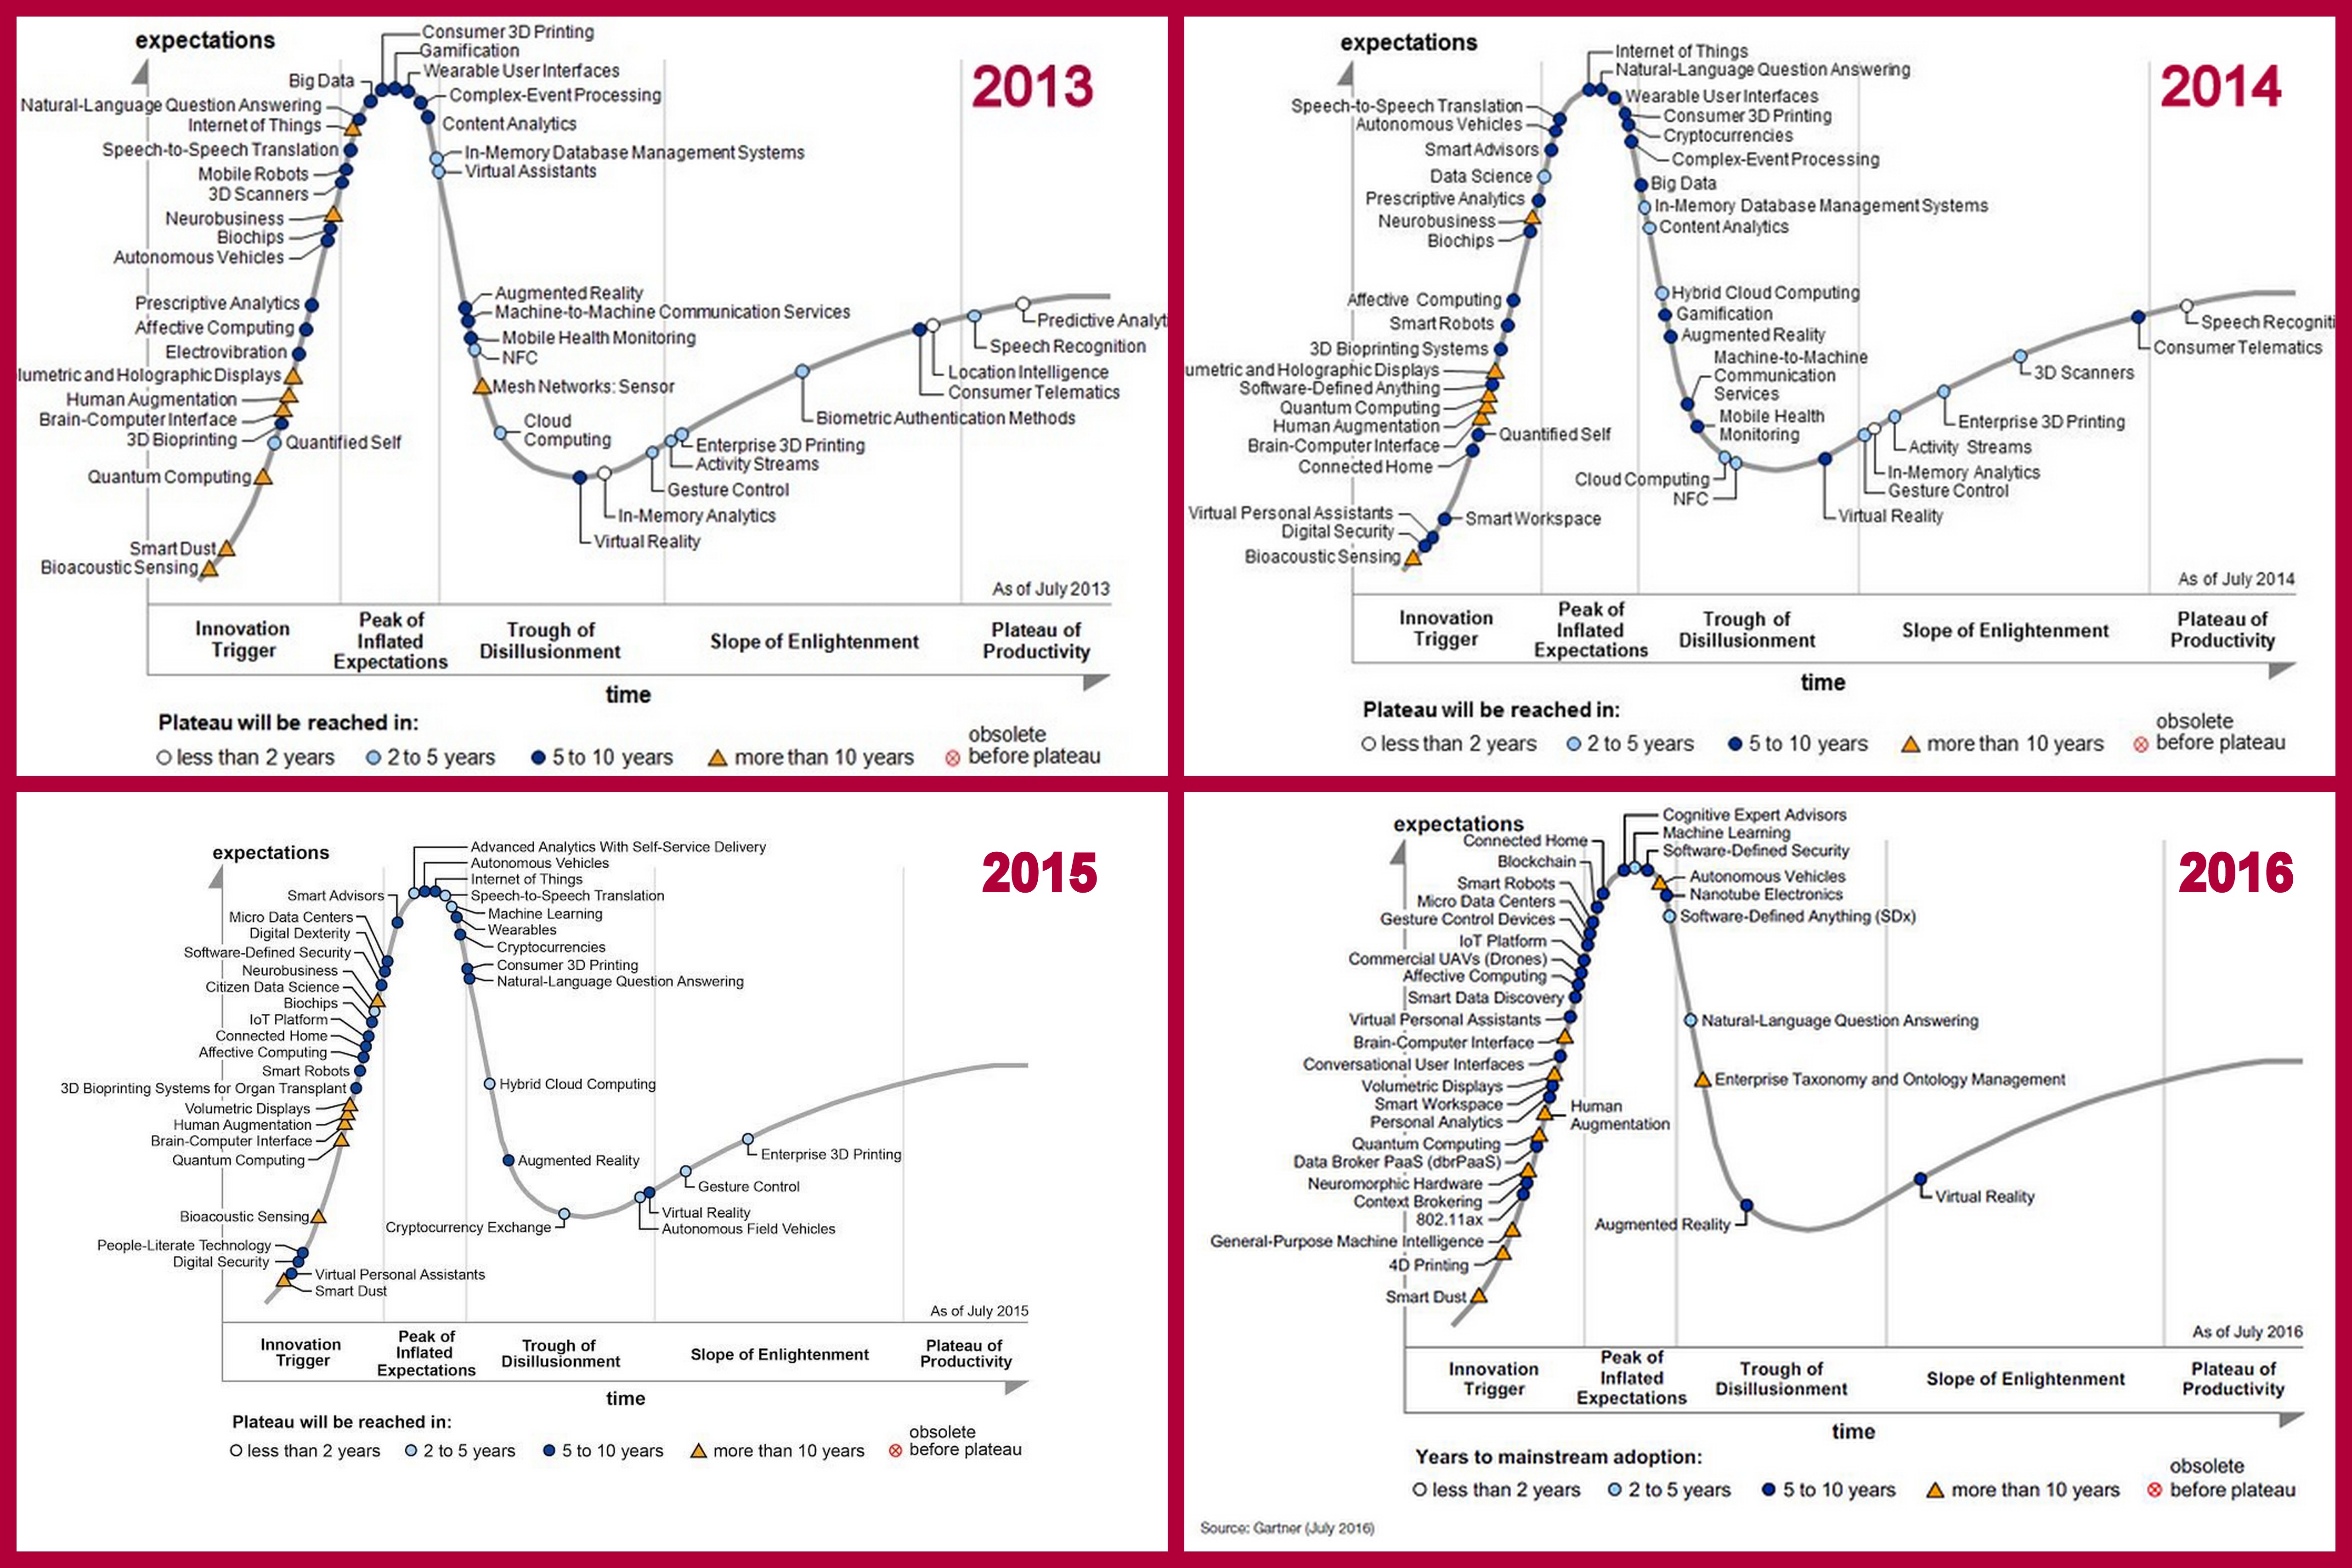 expectations
2013
Consumer 3D Printing
Gamification
Wearable User Interfaces
Big Data
Complex-Event Processing
Natural-Language Question Answering
Internet of Things
Content Analytics
Speech-to-Speech Translation
In-Memory Database Management Systems
Mobile Robots
Virtual Assistants
3D Scanners
Neurobusiness
Biochips
Autonomous Vehicles
Augmented Reality
Prescriptive Analytics
Machine-to-Machine Communication Services
Affective Computing
Mobile Health Monitoring
Electrovibration
NFC
lumetric and Holographic Displays
Mesh Networks: Sensor
Human Augmentation
Brain-Computer Interface
Cloud
Computing
3D Bioprinting
Quantified Self
Quantum Computing
Smart Dust
Bioacoustic Sensing
Predictive Analyt
Speech Recognition
Location Intelligence
Consumer Telematics
Biometric Authentication Methods
Enterprise 3D Printing
Activity Streams
Gesture Control
In-Memory Analytics
Virtual Reality
As of July 2013
Innovation
Trigger
Peak of
Inflated
Expectations
Trough of
Disillusionment
Slope of Enlightenment
Plateau of
Productivity
time
Plateau will be reached in:
less than 2 years
2 to 5 years
5 to 10 years
more than 10 years
obsolete
before plateau
expectations
2014
Internet of Things
Natural-Language Question Answering
Wearable User Interfaces
Speech-to-Speech Translation
Consumer 3D Printing
Autonomous Vehicles
Cryptocurrencies
Smart Advisors
Complex-Event Processing
Data Science
Big Data
Prescriptive Analytics
In-Memory Database Management Systems
Neurobusiness
Content Analytics
Biochips
Hybrid Cloud Computing
Affective Computing
Gamification
Smart Robots
Augmented Reality
3D Bioprinting Systems
Machine-to-Machine
Communication
Services
umetric and Holographic Displays
Software-Defined Anything
Quantum Computing
Mobile Health
Monitoring
Human Augmentation
Quantified Self
Brain-Computer Interface
Connected Home
Cloud Computing
NFC
Virtual Personal Assistants
Smart Workspace
Digital Security
Bioacoustic Sensing
Speech Recogniti
Consumer Telematics
3D Scanners
Enterprise 3D Printing
Activity Streams
In-Memory Analytics
Gesture Control
Virtual Reality
As of July 2014
Innovation
Trigger
Peak of
Inflated
Expectations
Trough of
Disillusionment
Slope of Enlightenment
Plateau of
Productivity
time
Plateau will be reached in:
less than 2 years
2 to 5 years
5 to 10 years
more than 10 years
obsolete
before plateau
expectations
2015
Advanced Analytics With Self-Service Delivery
Autonomous Vehicles
Internet of Things
Smart Advisors
Speech-to-Speech Translation
Micro Data Centers
Machine Learning
Digital Dexterity
Wearables
Software-Defined Security
Cryptocurrencies
Neurobusiness
Consumer 3D Printing
Citizen Data Science
Natural-Language Question Answering
Biochips
IoT Platform
Connected Home
Affective Computing
Smart Robots
Hybrid Cloud Computing
3D Bioprinting Systems for Organ Transplant
Volumetric Displays
Human Augmentation
Brain-Computer Interface
Quantum Computing
Augmented Reality
Enterprise 3D Printing
Gesture Control
Bioacoustic Sensing
Virtual Reality
Cryptocurrency Exchange
Autonomous Field Vehicles
People-Literate Technology
Digital Security
Virtual Personal Assistants
Smart Dust
As of July 2015
Innovation
Trigger
Peak of
Inflated
Expectations
Trough of
Disillusionment
Slope of Enlightenment
Plateau of
Productivity
time
Plateau will be reached in:
less than 2 years
2 to 5 years
5 to 10 years
more than 10 years
obsolete
before plateau
expectations
2016
Cognitive Expert Advisors
Machine Learning
Connected Home
Software-Defined Security
Blockchain
Autonomous Vehicles
Smart Robots
Nanotube Electronics
Micro Data Centers
Software-Defined Anything (SDx)
Gesture Control Devices
IoT Platform
Commercial UAVs (Drones)
Affective Computing
Smart Data Discovery
Virtual Personal Assistants
Natural-Language Question Answering
Brain-Computer Interface
Conversational User Interfaces
Volumetric Displays
Enterprise Taxonomy and Ontology Management
Smart Workspace
Human
Augmentation
Personal Analytics
Quantum Computing
Data Broker PaaS (dbrPaaS)
Neuromorphic Hardware
Context Brokering
Virtual Reality
802.11ax
Augmented Reality
General-Purpose Machine Intelligence
4D Printing
Smart Dust
As of July 2016
Innovation
Trigger
Peak of
Inflated
Expectations
Trough of
Disillusionment
Slope of Enlightenment
Plateau of
Productivity
time
Years to mainstream adoption:
less than 2 years
2 to 5 years
5 to 10 years
more than 10 years
obsolete
before plateau
Source: Gartner (July 2016)